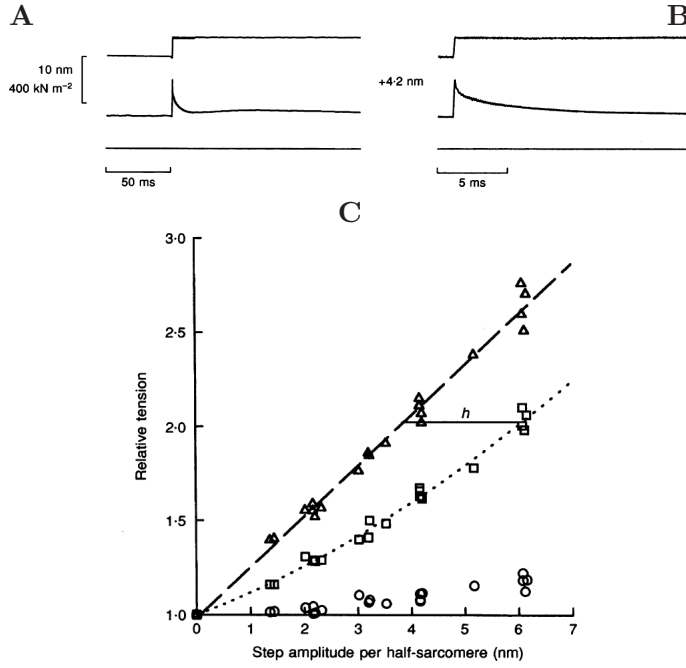 A
B
10 nm
400 kN m⁻²
+4·2 nm
50 ms
5 ms
C
3·0
2·5
2·0
1·5
1·0
Relative tension
h
0 1 2 3 4 5 6 7
Step amplitude per half-sarcomere (nm)